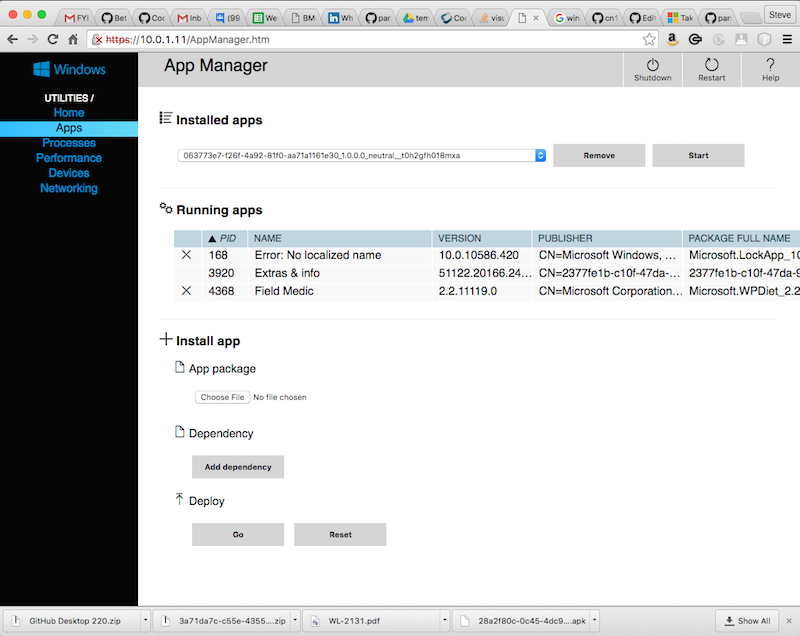 FYI
Bet
Coc
Inb
(99
We
BM
Wh
par
tem
Coc
visu
win
cn1
Edit
Tak
par
Steve
https://10.0.1.11/AppManager.htm
Windows
App Manager
Shutdown
Restart
Help
UTILITIES /
Home
Apps
Processes
Performance
Devices
Networking
Installed apps
063773e7-f26f-4a92-81f0-aa71a1161e30_1.0.0.0_neutral__t0h2gfh018mxa
Remove
Start
Running apps
PID NAME VERSION PUBLISHER PACKAGE FULL NAME
168 Error: No localized name 10.0.10586.420 CN=Microsoft Windows, ... Microsoft.LockApp_10
3920 Extras & info 51122.20166.24... CN=2377fe1b-c10f-47da-... 2377fe1b-c10f-47da-9
4368 Field Medic 2.2.11119.0 CN=Microsoft Corporation... Microsoft.WPDiet_2.2
Install app
App package
Choose File No file chosen
Dependency
Add dependency
Deploy
Go
Reset
GitHub Desktop 220.zip
3a71da7c-c55e-4355....zip
WL-2131.pdf
28a2f80c-0c45-4dc9....apk
Show All